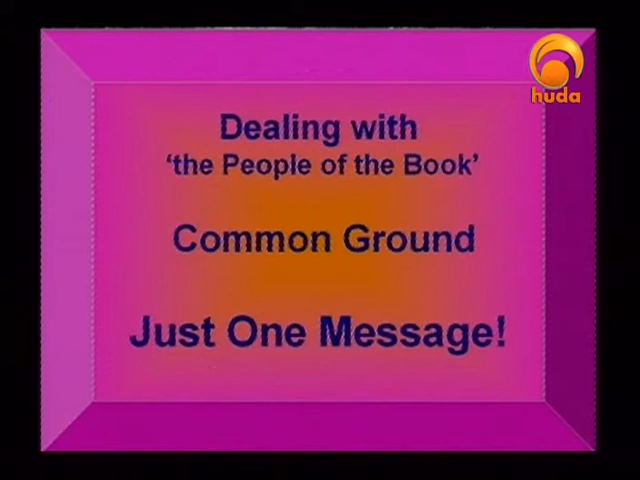 huda
Dealing with
‘the People of the Book’
Common Ground
Just One Message!